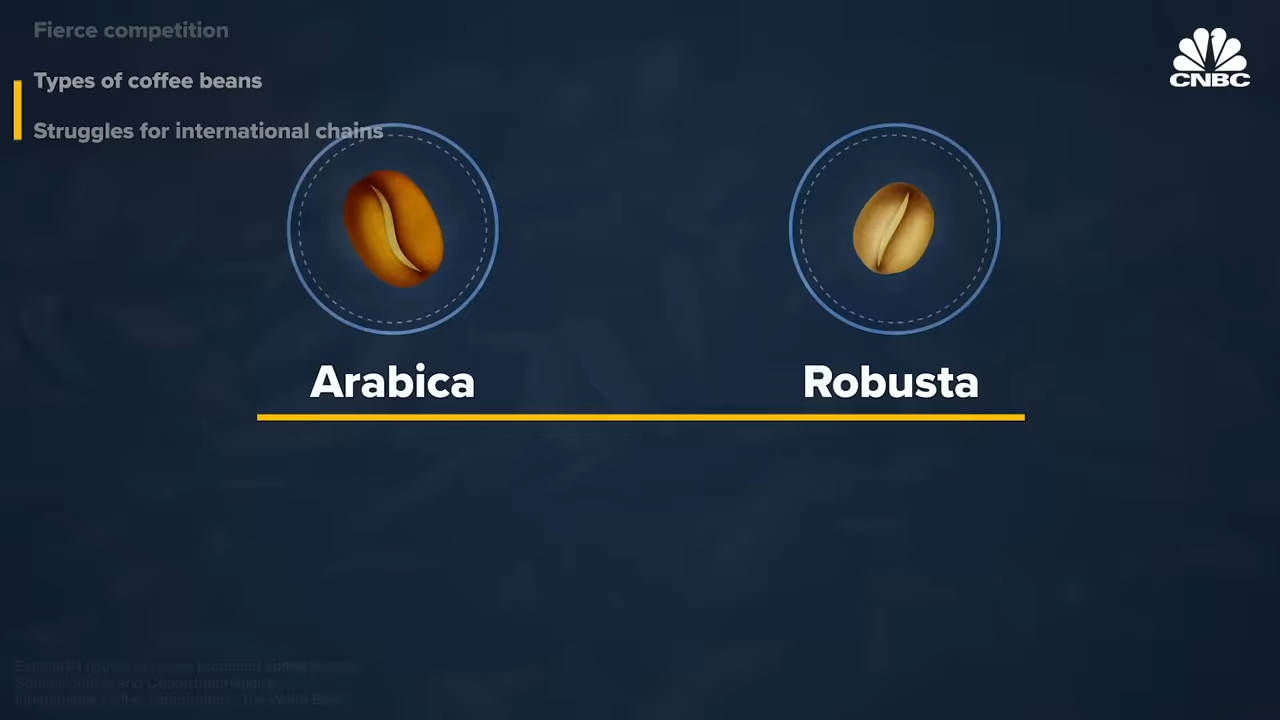 Fierce competition
Types of coffee beans
Struggles for international chains
CNBC
Arabica
Robusta